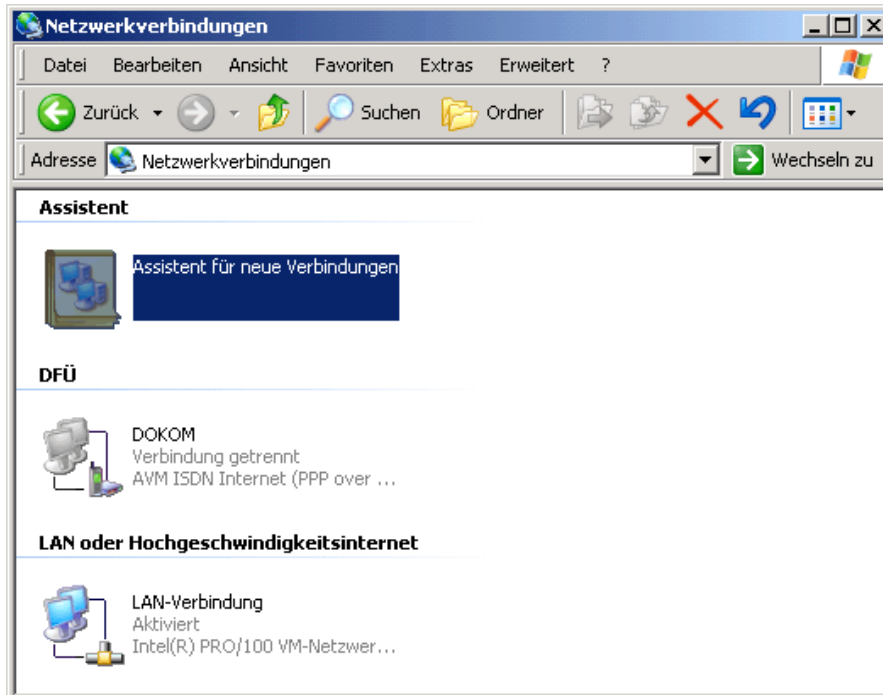 Netzwerkverbindungen
Datei Bearbeiten Ansicht Favoriten Extras Erweitert ?
Zurück Suchen Ordner
Adresse Netzwerkverbindungen Wechseln zu
Assistent
Assistent für neue Verbindungen
DFÜ
DOKOM
Verbindung getrennt
AVM ISDN Internet (PPP over ...
LAN oder Hochgeschwindigkeitsinternet
LAN-Verbindung
Aktiviert
Intel(R) PRO/100 VM-Netzwer...